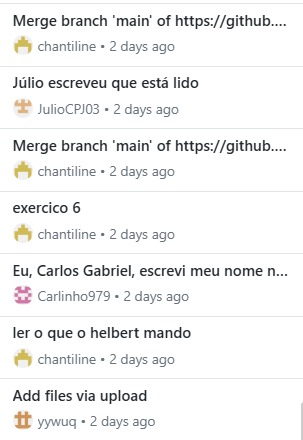 Merge branch 'main' of https://github....
chantiline • 2 days ago
Júlio escreveu que está lido
JulioCPJ03 • 2 days ago
Merge branch 'main' of https://github....
chantiline • 2 days ago
exercico 6
chantiline • 2 days ago
Eu, Carlos Gabriel, escrevi meu nome n...
Carlinho979 • 2 days ago
ler o que o helbert mando
chantiline • 2 days ago
Add files via upload
yywuq • 2 days ago